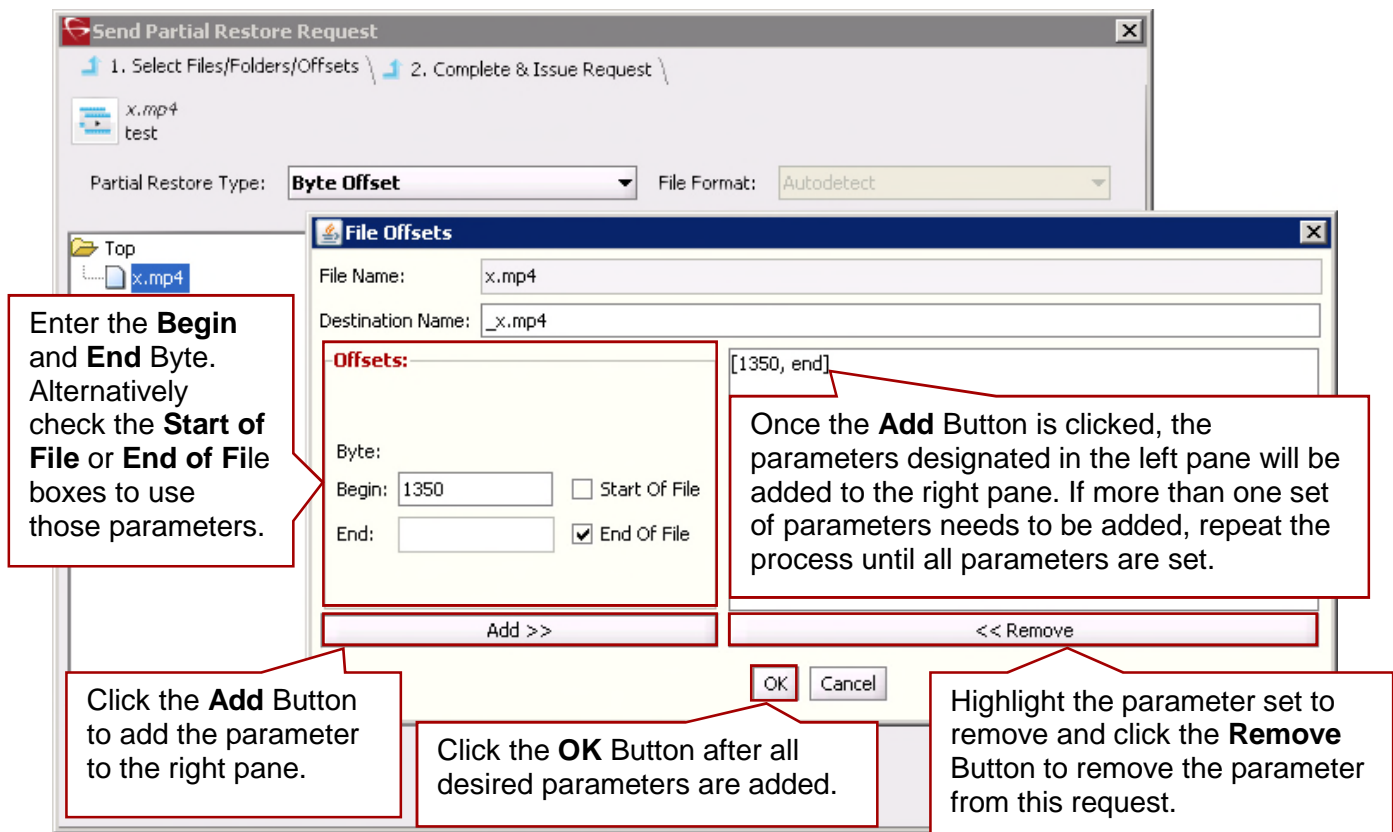 Send Partial Restore Request
1. Select Files/Folders/Offsets \ 2. Complete & Issue Request \
x.mp4
test
Partial Restore Type: Byte Offset File Format: Autodetect
Top
x.mp4
File Offsets
File Name: x.mp4
Destination Name: _x.mp4
Offsets:
Byte:
Begin: 1350 Start Of File
End: End Of File
[1350, end]
Add >>
<< Remove
OK Cancel
Enter the Begin
and End Byte.
Alternatively
check the Start of
File or End of File
boxes to use
those parameters.
Once the Add Button is clicked, the
parameters designated in the left pane will be
added to the right pane. If more than one set
of parameters needs to be added, repeat the
process until all parameters are set.
Click the Add Button
to add the parameter
to the right pane.
Click the OK Button after all
desired parameters are added.
Highlight the parameter set to
remove and click the Remove
Button to remove the parameter
from this request.